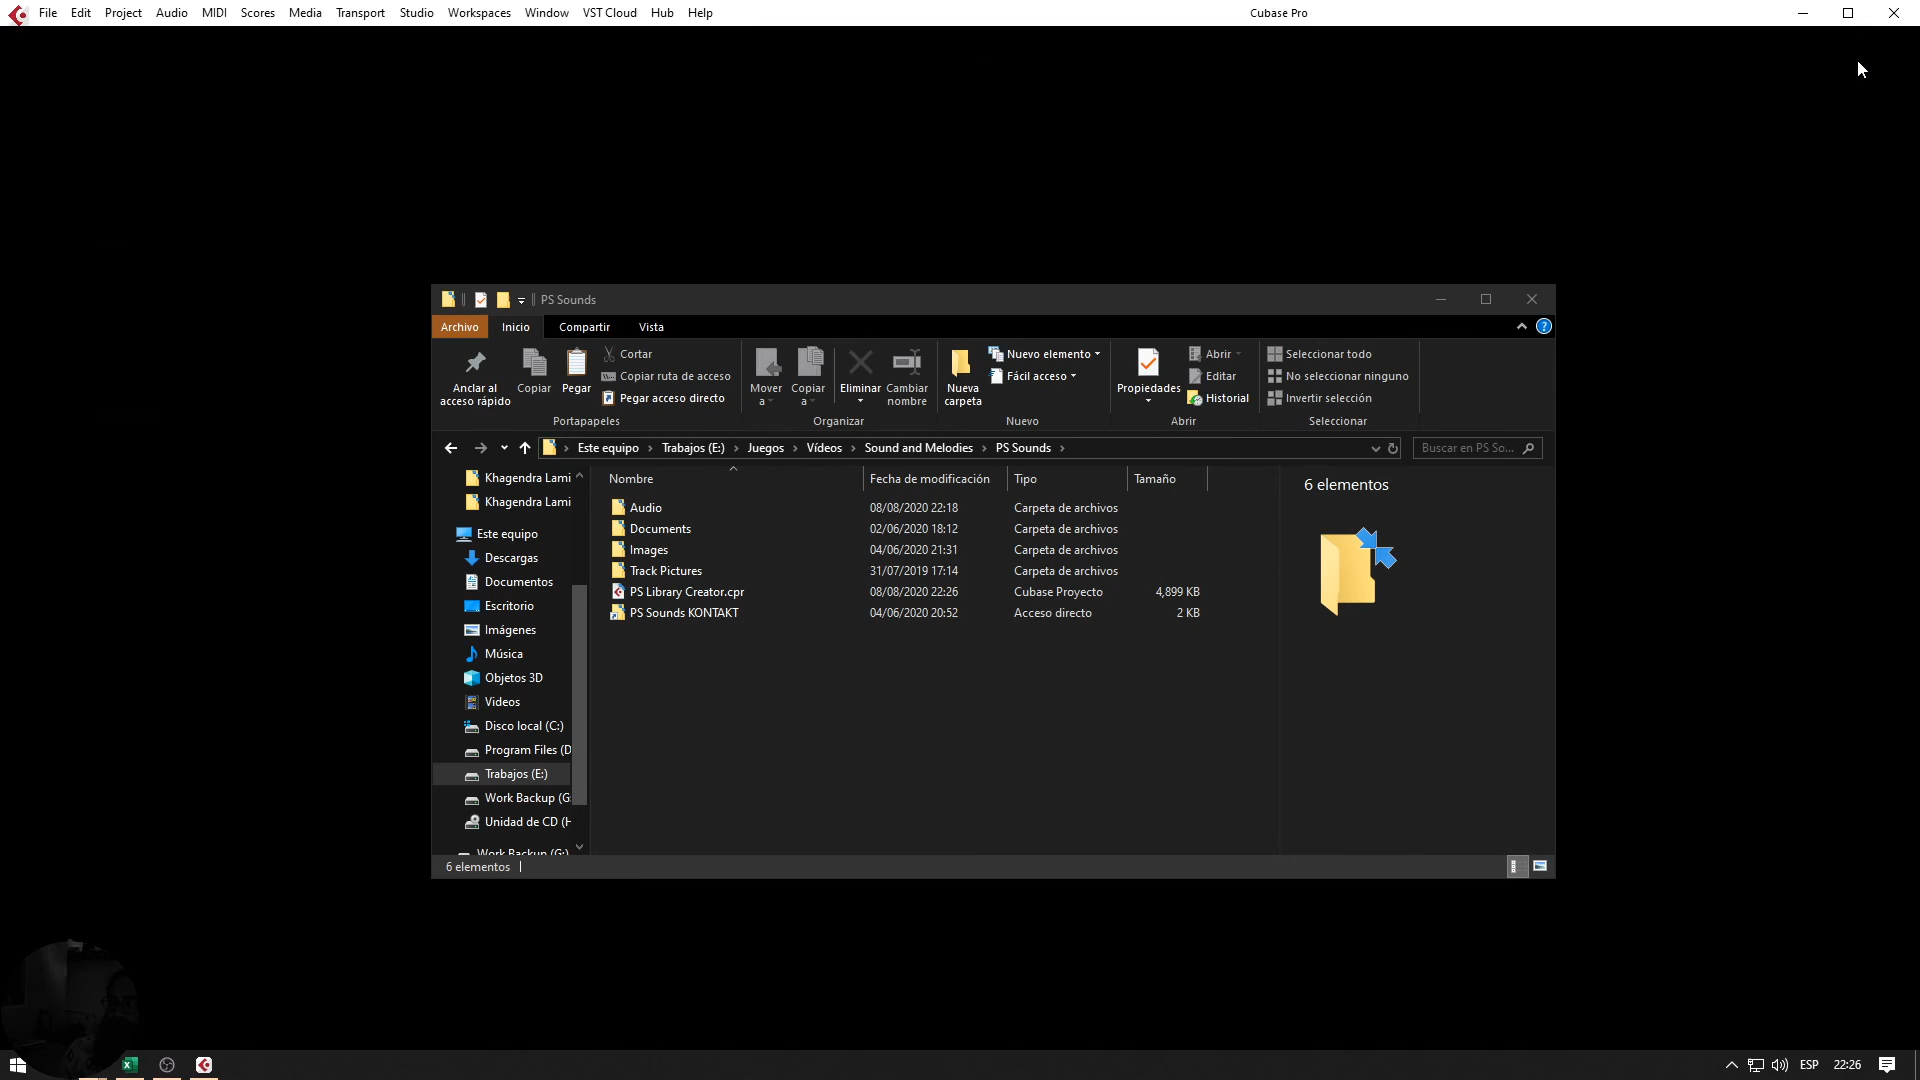 File Edit Project Audio MIDI Scores Media Transport Studio Workspaces Window VST Cloud Hub Help Cubase Pro
PS Sounds
Archivo Inicio Compartir Vista
Anclar al acceso rápido
Copiar
Pegar
Cortar
Copiar ruta de acceso
Pegar acceso directo
Portapapeles
Mover a
Copiar a
Eliminar
Cambiar nombre
Organizar
Nueva carpeta
Nuevo elemento
Fácil acceso
Nuevo
Propiedades
Abrir
Editar
Historial
Abrir
Seleccionar todo
No seleccionar ninguno
Invertir selección
Seleccionar
Este equipo Trabajos (E:) Juegos Vídeos Sound and Melodies PS Sounds
Buscar en PS So...
Khagendra Lami
Khagendra Lami
Este equipo
Descargas
Documentos
Escritorio
Imágenes
Música
Objetos 3D
Videos
Disco local (C:)
Program Files (D
Trabajos (E:)
Work Backup (G:
Unidad de CD (H
Work Backup (G:)
Nombre Fecha de modificación Tipo Tamaño
Audio 08/08/2020 22:18 Carpeta de archivos
Documents 02/06/2020 18:12 Carpeta de archivos
Images 04/06/2020 21:31 Carpeta de archivos
Track Pictures 31/07/2019 17:14 Carpeta de archivos
PS Library Creator.cpr 08/08/2020 22:26 Cubase Proyecto 4,899 KB
PS Sounds KONTAKT 04/06/2020 20:52 Acceso directo 2 KB
6 elementos
6 elementos
ESP 22:26